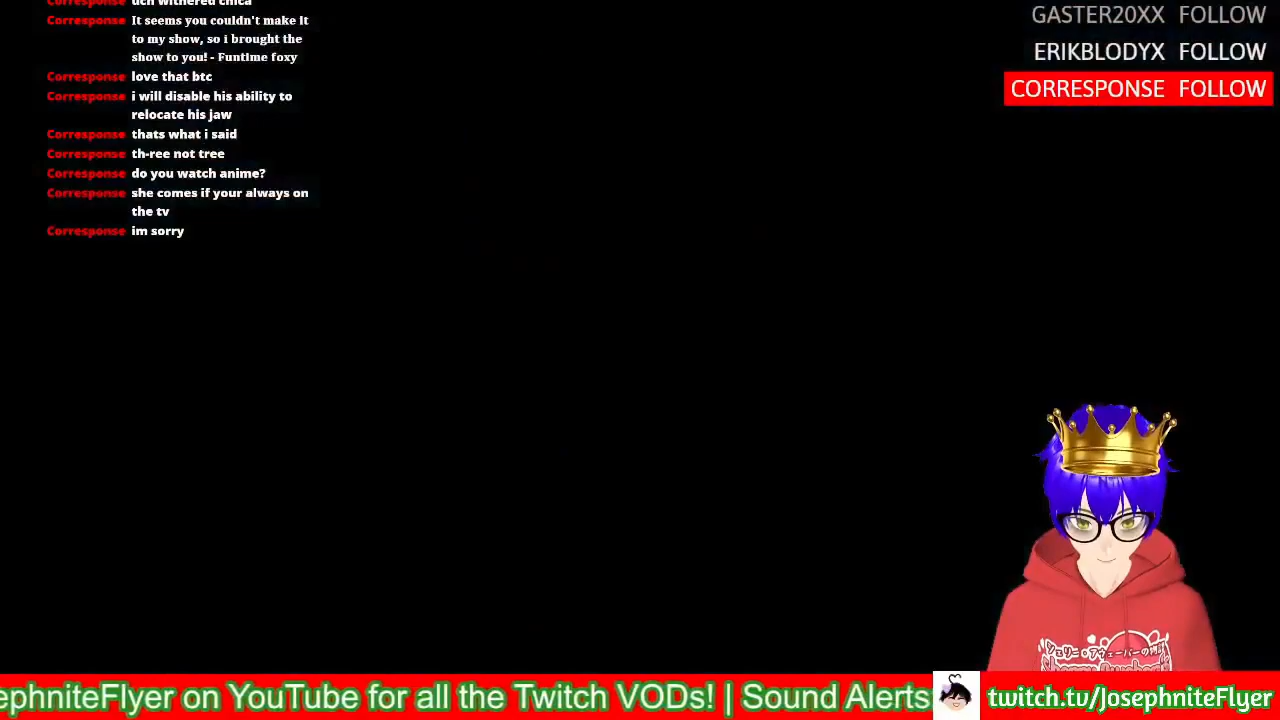 Corresponse uch withered chica
Corresponse It seems you couldn't make it
to my show, so i brought the
show to you! - Funtime foxy
Corresponse love that btc
Corresponse i will disable his ability to
relocate his jaw
Corresponse thats what i said
Corresponse th-ree not tree
Corresponse do you watch anime?
Corresponse she comes if your always on
the tv
Corresponse im sorry
GASTER20XX FOLLOW
ERIKBLODYX FOLLOW
CORRESPONSE FOLLOW
ephniteFlyer on YouTube for all the Twitch VODs! | Sound Alerts
twitch.tv/JosephniteFlyer